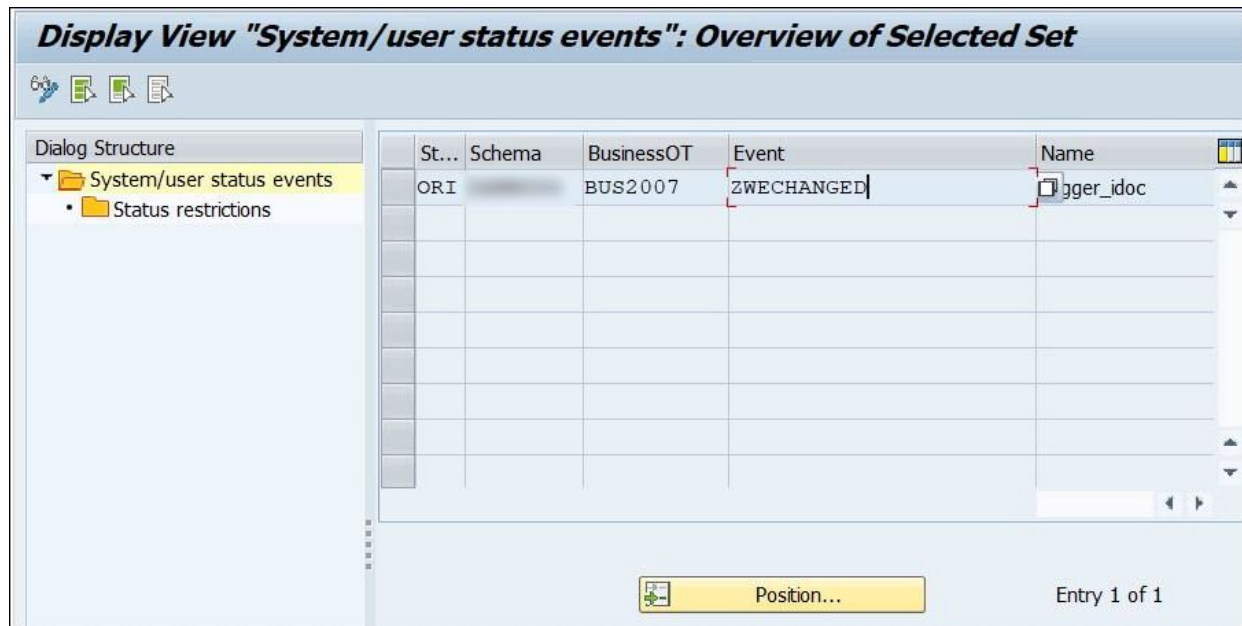 Display View "System/user status events": Overview of Selected Set
Dialog Structure
System/user status events
Status restrictions
St... Schema BusinessOT Event Name
ORI BUS2007 ZWECHANGED gger_idoc
Position...
Entry 1 of 1